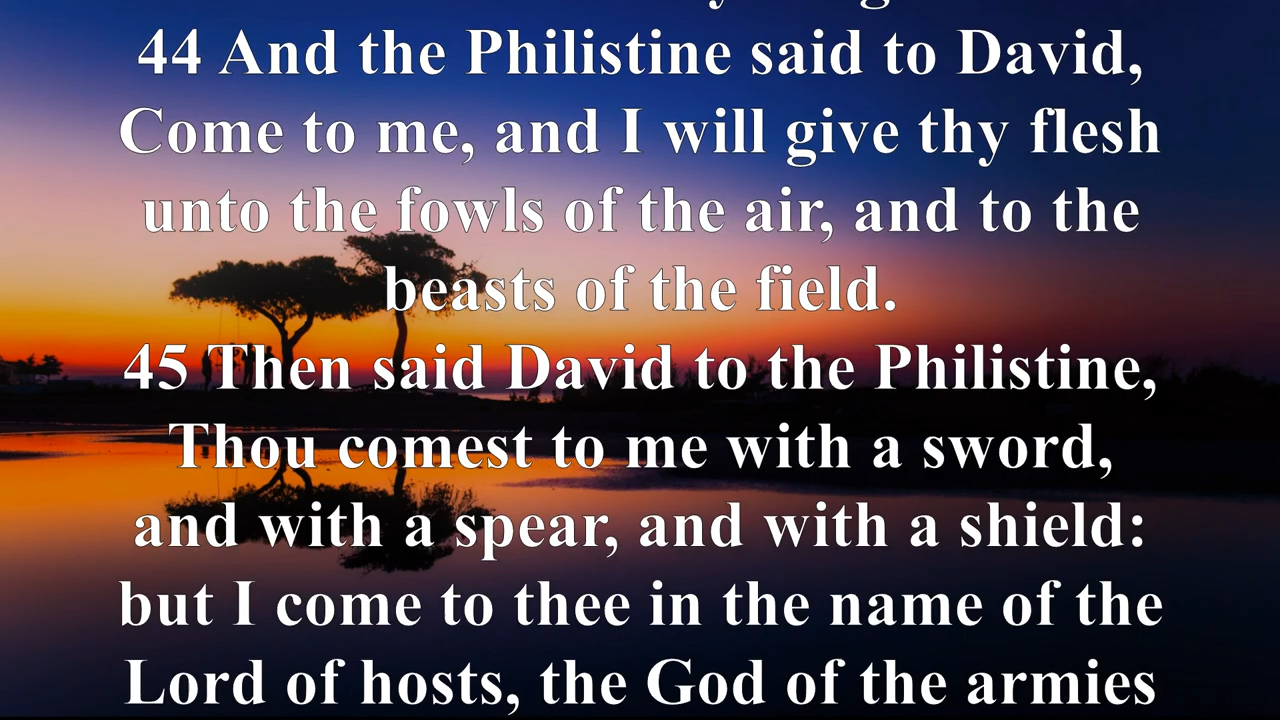 44 And the Philistine said to David,
Come to me, and I will give thy flesh
unto the fowls of the air, and to the
beasts of the field.
45 Then said David to the Philistine,
Thou comest to me with a sword,
and with a spear, and with a shield:
but I come to thee in the name of the
Lord of hosts, the God of the armies